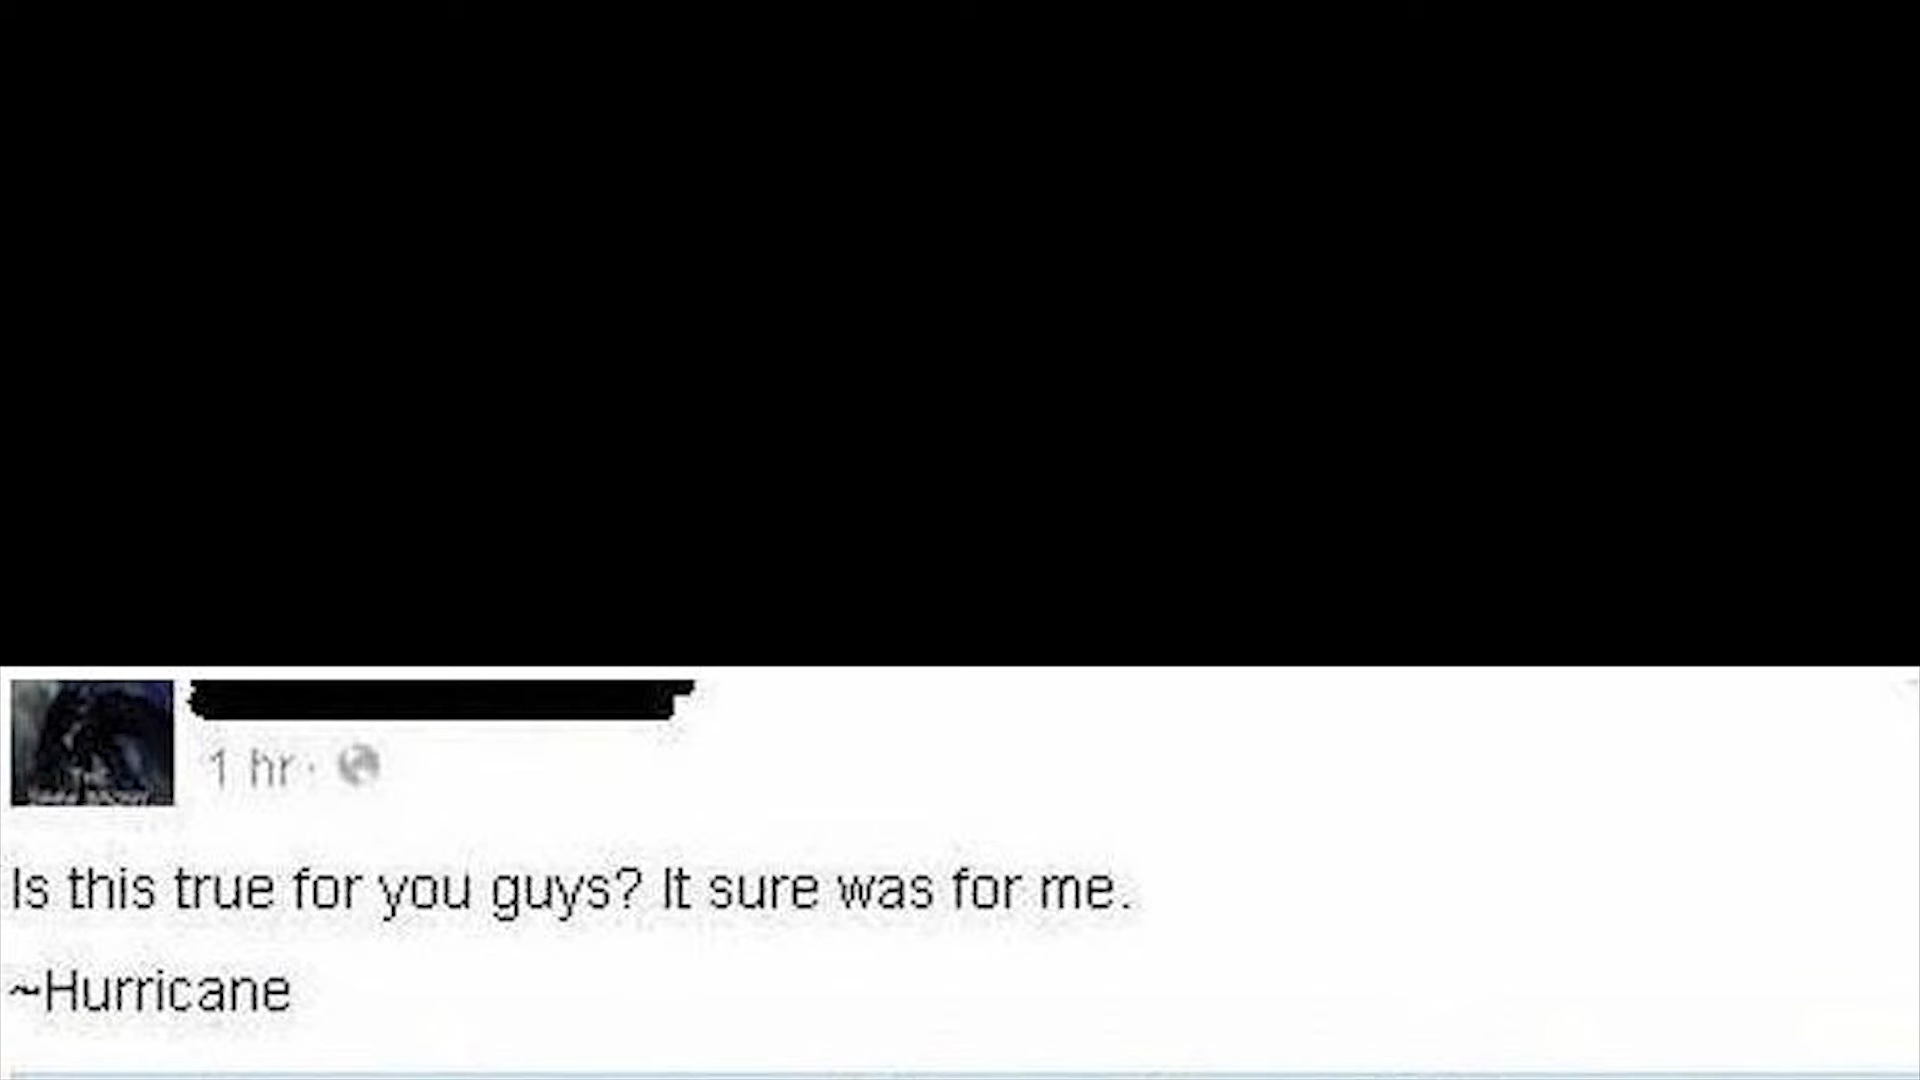 1 hr ·
Is this true for you guys? It sure was for me.
~Hurricane